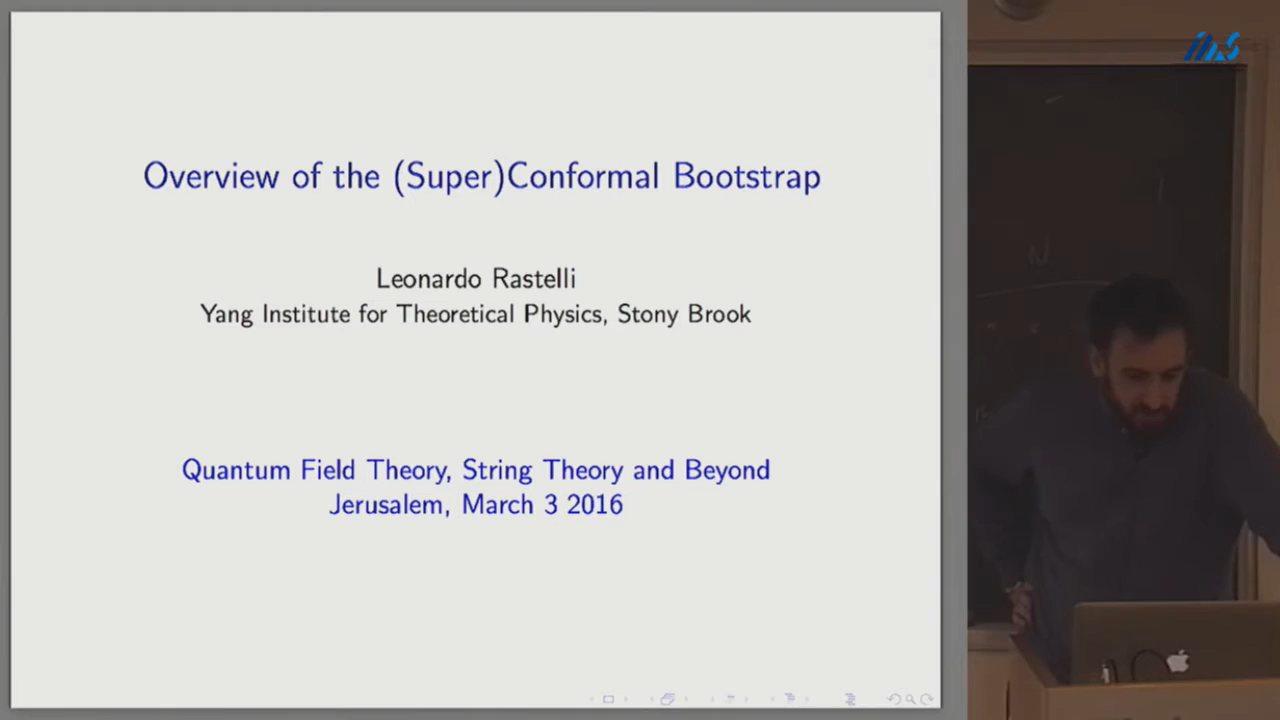 Overview of the (Super)Conformal Bootstrap
Leonardo Rastelli
Yang Institute for Theoretical Physics, Stony Brook
Quantum Field Theory, String Theory and Beyond
Jerusalem, March 3 2016
N